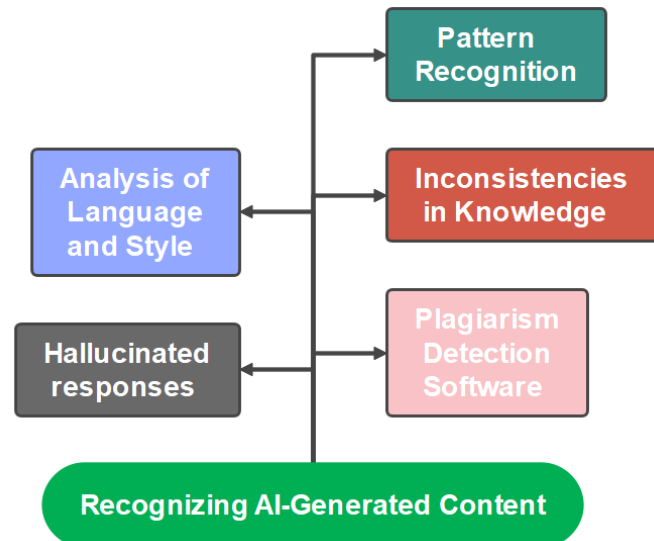 Pattern
Recognition
Analysis of
Language
and Style
Inconsistencies
in Knowledge
Hallucinated
responses
Plagiarism
Detection
Software
Recognizing AI-Generated Content